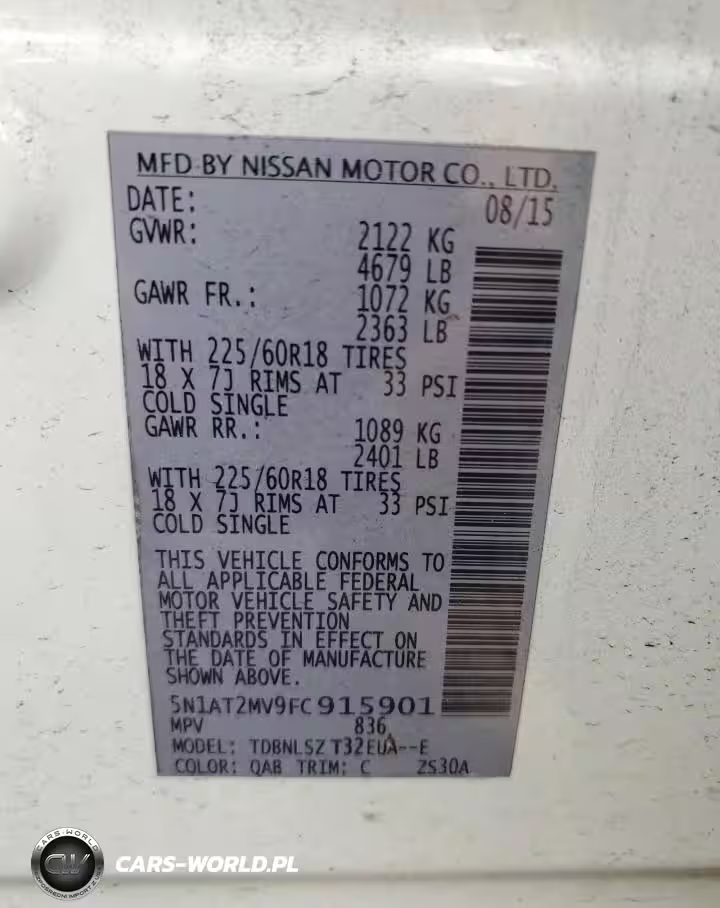 MFD BY NISSAN MOTOR CO., LTD.
DATE: 08/15
GVWR: 2122 KG
4679 LB
GAWR FR.: 1072 KG
2363 LB
WITH 225/60R18 TIRES
18 X 7J RIMS AT 33 PSI
COLD SINGLE
GAWR RR.: 1089 KG
2401 LB
WITH 225/60R18 TIRES
18 X 7J RIMS AT 33 PSI
COLD SINGLE
THIS VEHICLE CONFORMS TO
ALL APPLICABLE FEDERAL
MOTOR VEHICLE SAFETY AND
THEFT PREVENTION
STANDARDS IN EFFECT ON
THE DATE OF MANUFACTURE
SHOWN ABOVE.
5N1AT2MV9FC915901
MPV 836
MODEL: TDBNLSZ T32EUA--E
COLOR: QAB TRIM: C ZS30A
CARS-WORLD
CW
CARS-WORLD.PL